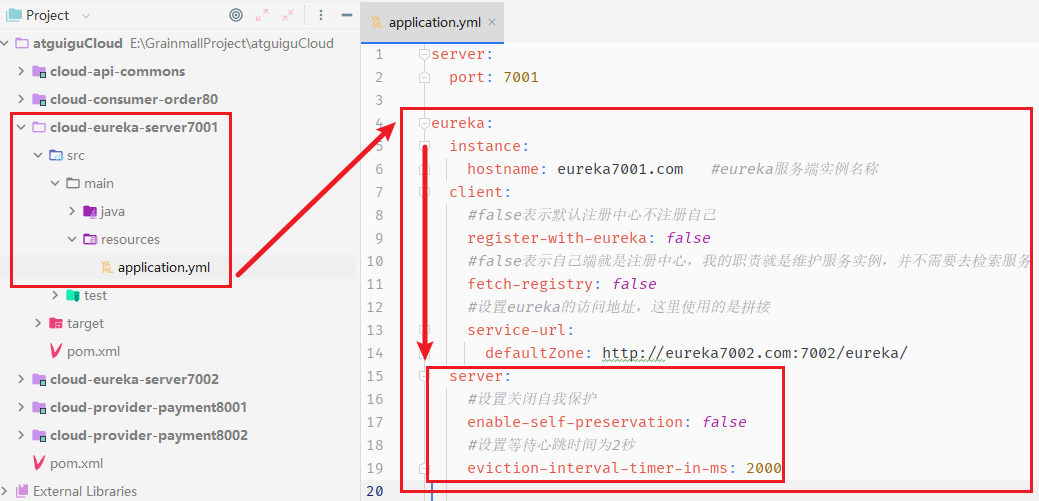 Project
atguiguCloud E:\GrainmallProject\atguiguCloud
cloud-api-commons
cloud-consumer-order80
cloud-eureka-server7001
src
main
java
resources
application.yml
test
target
pom.xml
cloud-eureka-server7002
cloud-provider-payment8001
cloud-provider-payment8002
pom.xml
External Libraries
application.yml
1 server:
2 port: 7001
3
4 eureka:
5 instance:
6 hostname: eureka7001.com #eureka服务端实例名称
7 client:
8 #false表示默认注册中心不注册自己
9 register-with-eureka: false
10 #false表示自己端就是注册中心，我的职责就是维护服务实例，并不需要去检索服务
11 fetch-registry: false
12 #设置eureka的访问地址，这里使用的是拼接
13 service-url:
14 defaultZone: http://eureka7002.com:7002/eureka/
15 server:
16 #设置关闭自我保护
17 enable-self-preservation: false
18 #设置等待心跳时间为2秒
19 eviction-interval-timer-in-ms: 2000
20